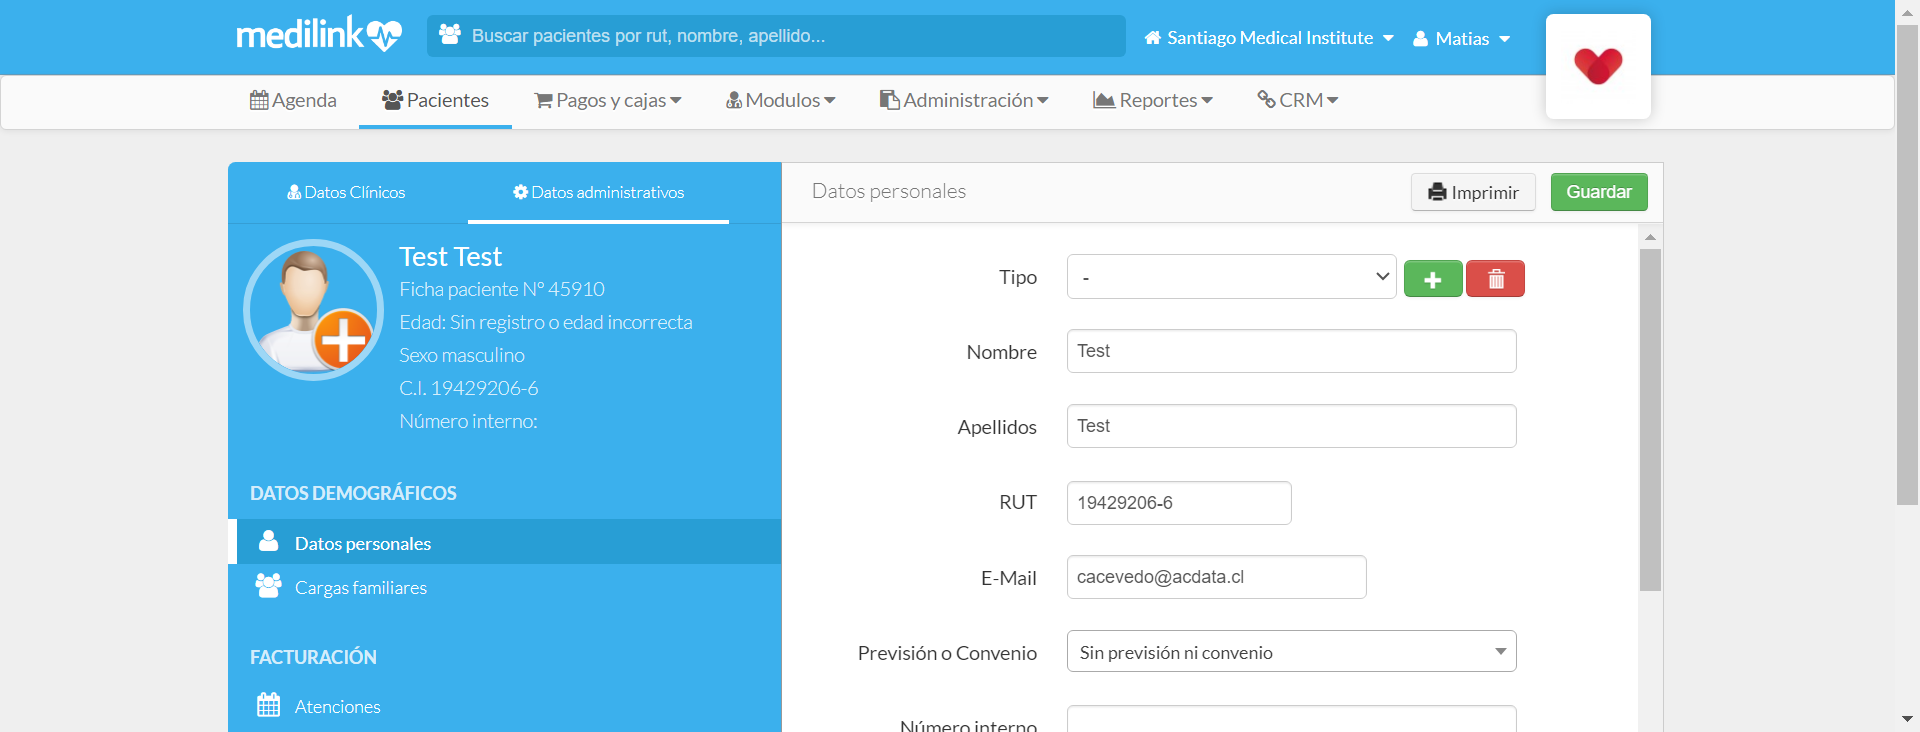 medilink
Buscar pacientes por rut, nombre, apellido...
Santiago Medical Institute
Matias
Agenda
Pacientes
Pagos y cajas
Modulos
Administración
Reportes
CRM
Datos Clínicos
Datos administrativos
Test Test
Ficha paciente N° 45910
Edad: Sin registro o edad incorrecta
Sexo masculino
C.I. 19429206-6
Número interno:
DATOS DEMOGRÁFICOS
Datos personales
Cargas familiares
FACTURACIÓN
Atenciones
Datos personales
Imprimir
Guardar
Tipo
-
Nombre
Test
Apellidos
Test
RUT
19429206-6
E-Mail
cacevedo@acdata.cl
Previsión o Convenio
Sin previsión ni convenio
Número interno